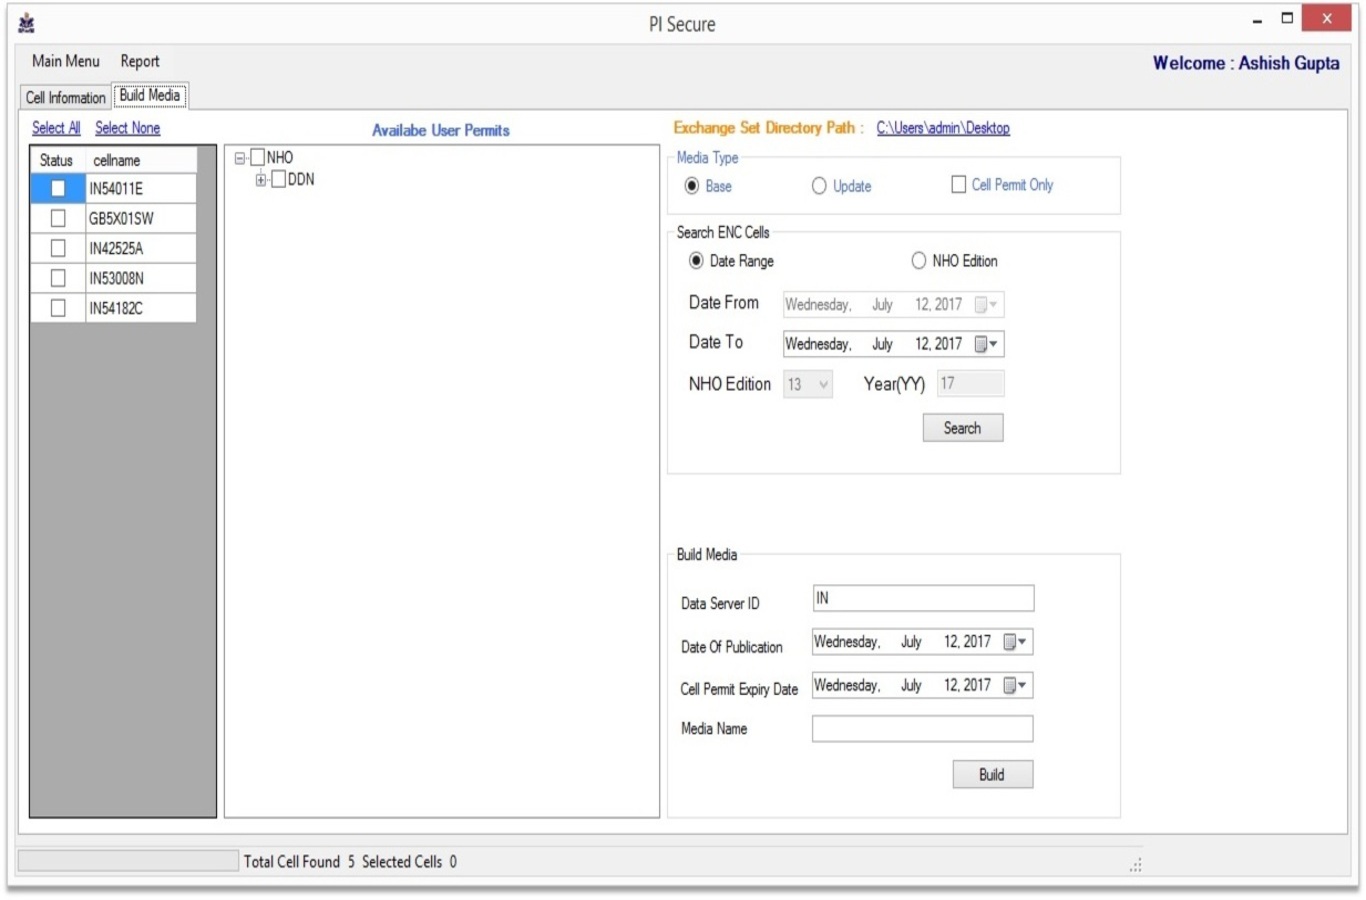 PI Secure
X
Main Menu Report
Welcome : Ashish Gupta
Cell Information Build Media
Select All Select None
Availabe User Permits
Exchange Set Directory Path : C:\Users\admin\Desktop
Status cellname
IN54011E
GB5X01SW
IN42525A
IN53008N
IN54182C
NHO
DDN
Media Type
Base Update Cell Permit Only
Search ENC Cells
Date Range NHO Edition
Date From Wednesday, July 12, 2017
Date To Wednesday, July 12, 2017
NHO Edition 13 Year(YY) 17
Search
Build Media
Data Server ID IN
Date Of Publication Wednesday, July 12, 2017
Cell Permit Expiry Date Wednesday, July 12, 2017
Media Name
Build
Total Cell Found 5 Selected Cells 0